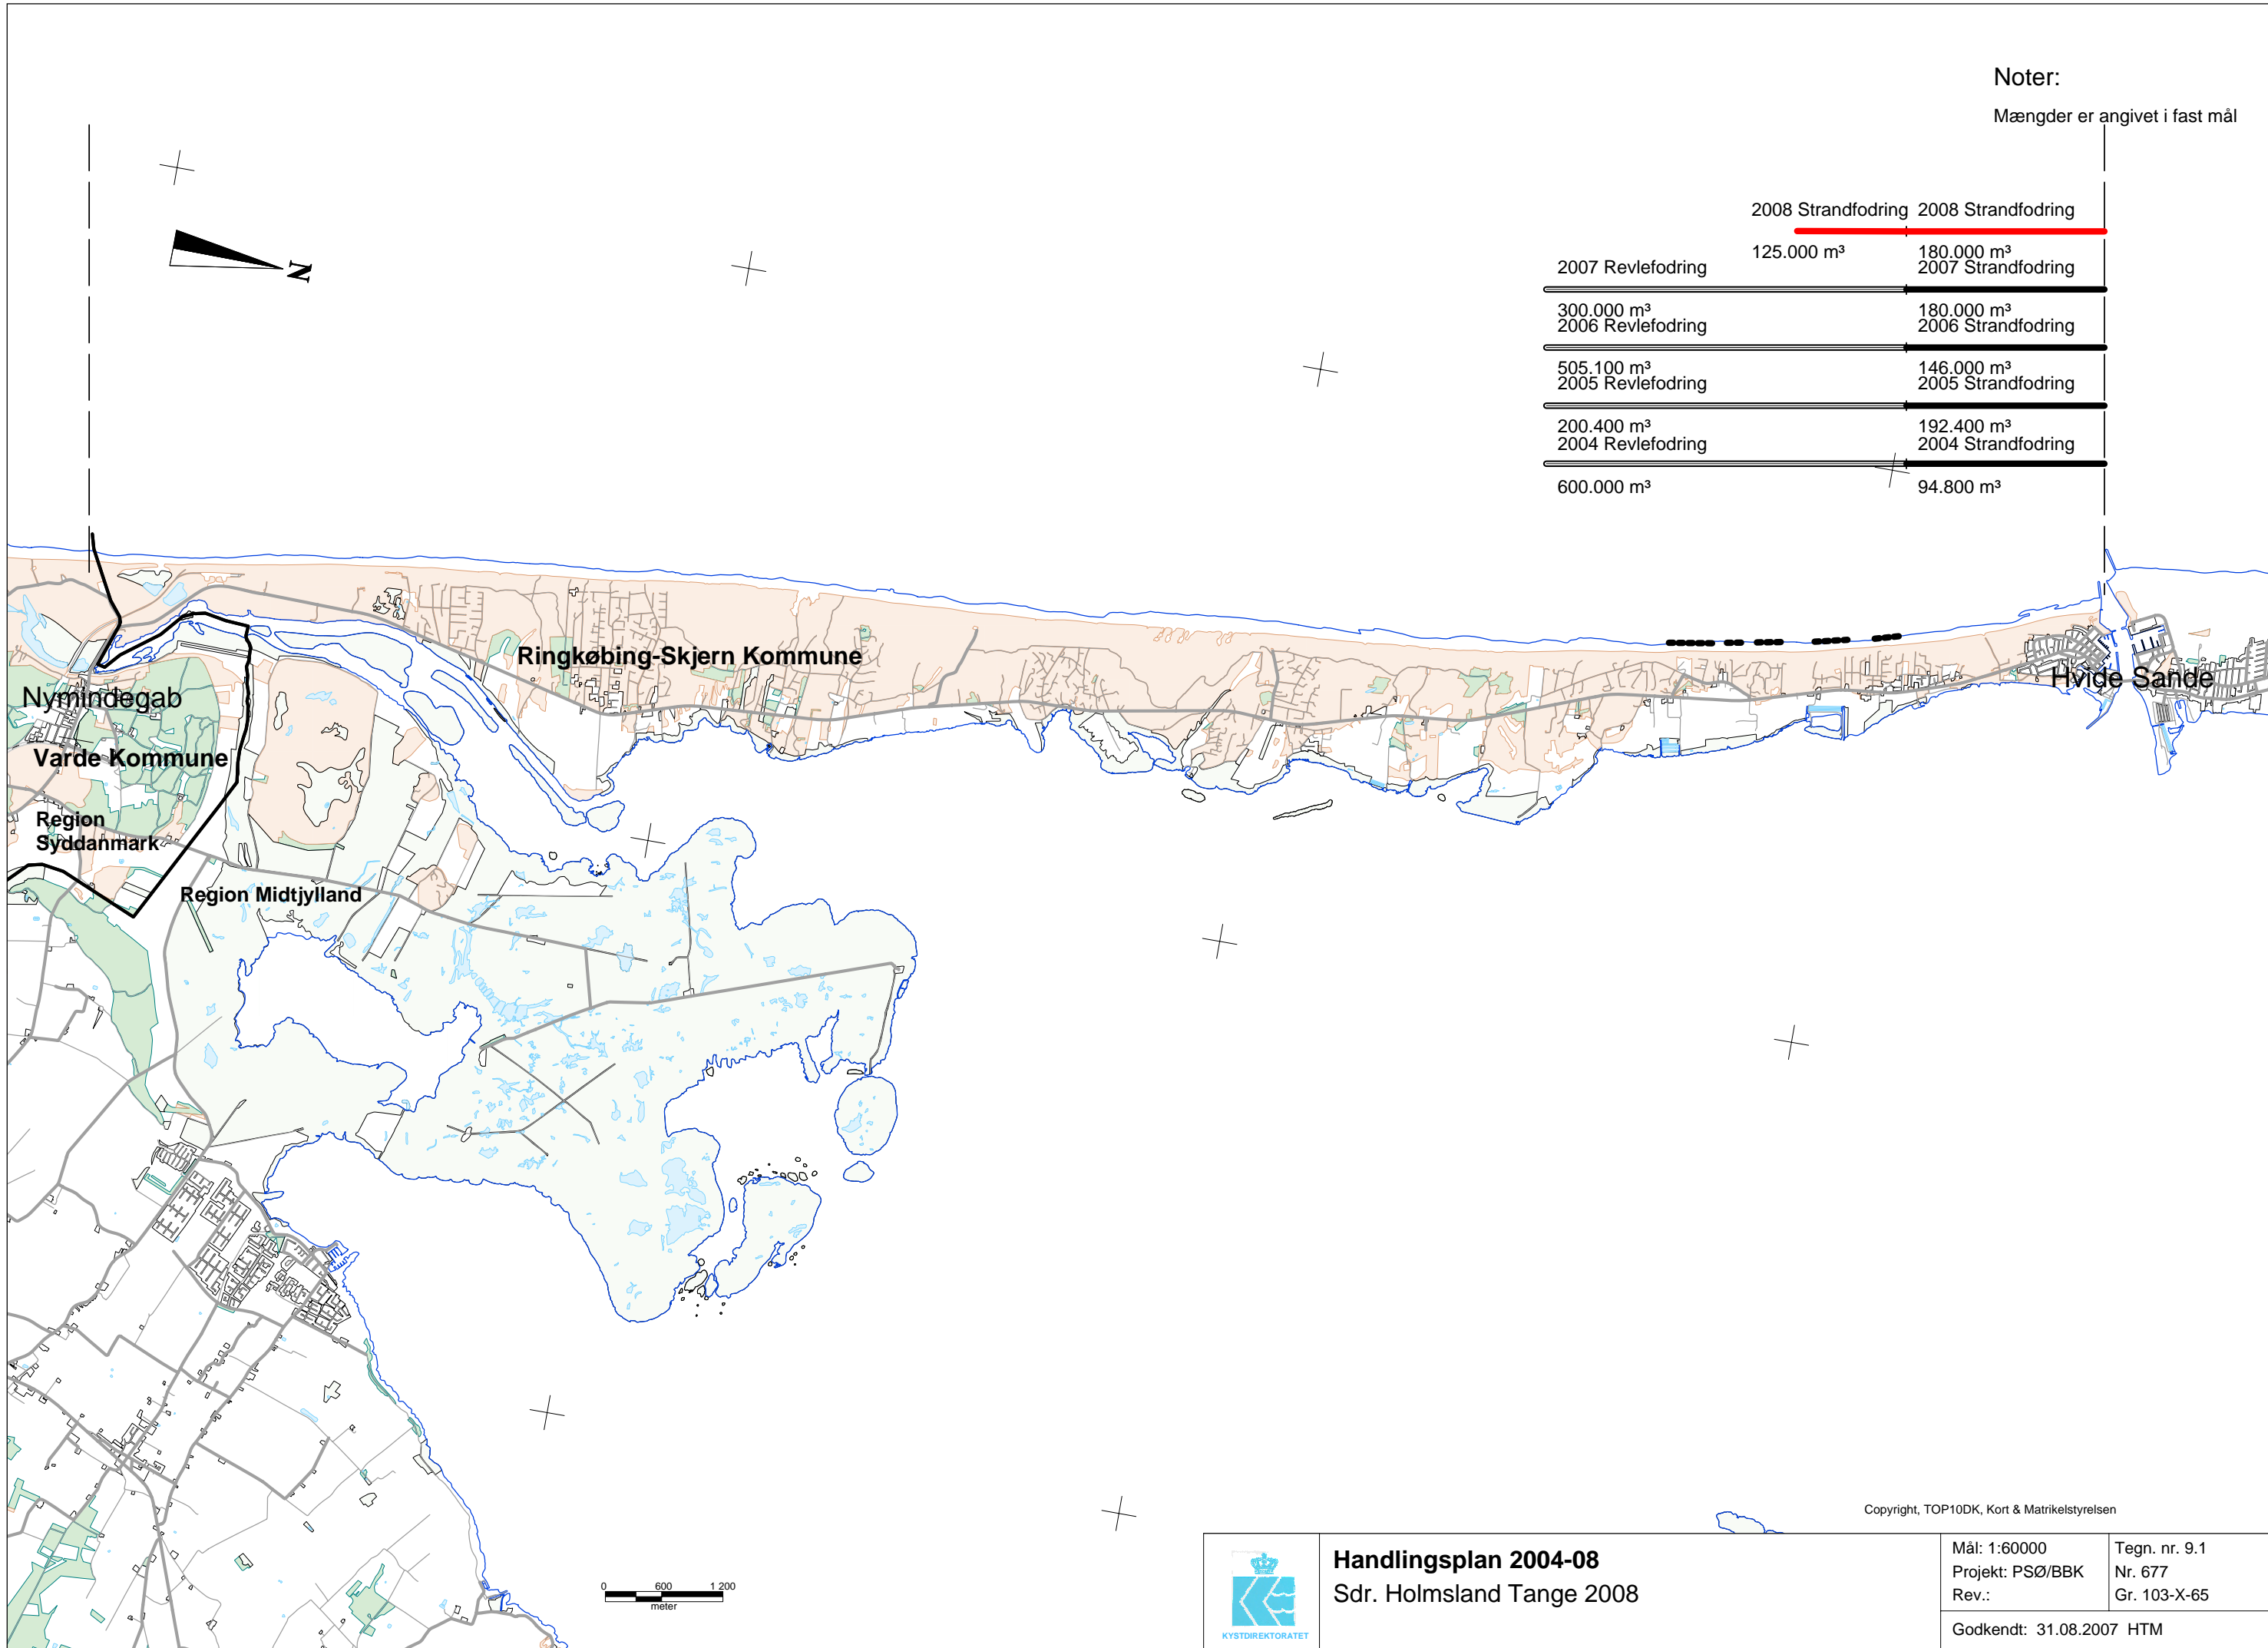 Noter:
Mængder er angivet i fast mål
2008 Strandfodring 2008 Strandfodring
125.000 m³ 180.000 m³
2007 Revlefodring 2007 Strandfodring
300.000 m³ 180.000 m³
2006 Revlefodring 2006 Strandfodring
505.100 m³ 146.000 m³
2005 Revlefodring 2005 Strandfodring
200.400 m³ 192.400 m³
2004 Revlefodring 2004 Strandfodring
600.000 m³ 94.800 m³
N
Ringkøbing-Skjern Kommune
Hvide Sande
Nymindegab
Varde Kommune
Region
Syddanmark
Region Midtjylland
0 600 1 200
meter
Copyright, TOP10DK, Kort & Matrikelstyrelsen
KYSTDIREKTORATET
Handlingsplan 2004-08
Sdr. Holmsland Tange 2008
Mål: 1:60000
Projekt: PSØ/BBK
Rev.:
Tegn. nr. 9.1
Nr. 677
Gr. 103-X-65
Godkendt: 31.08.2007 HTM